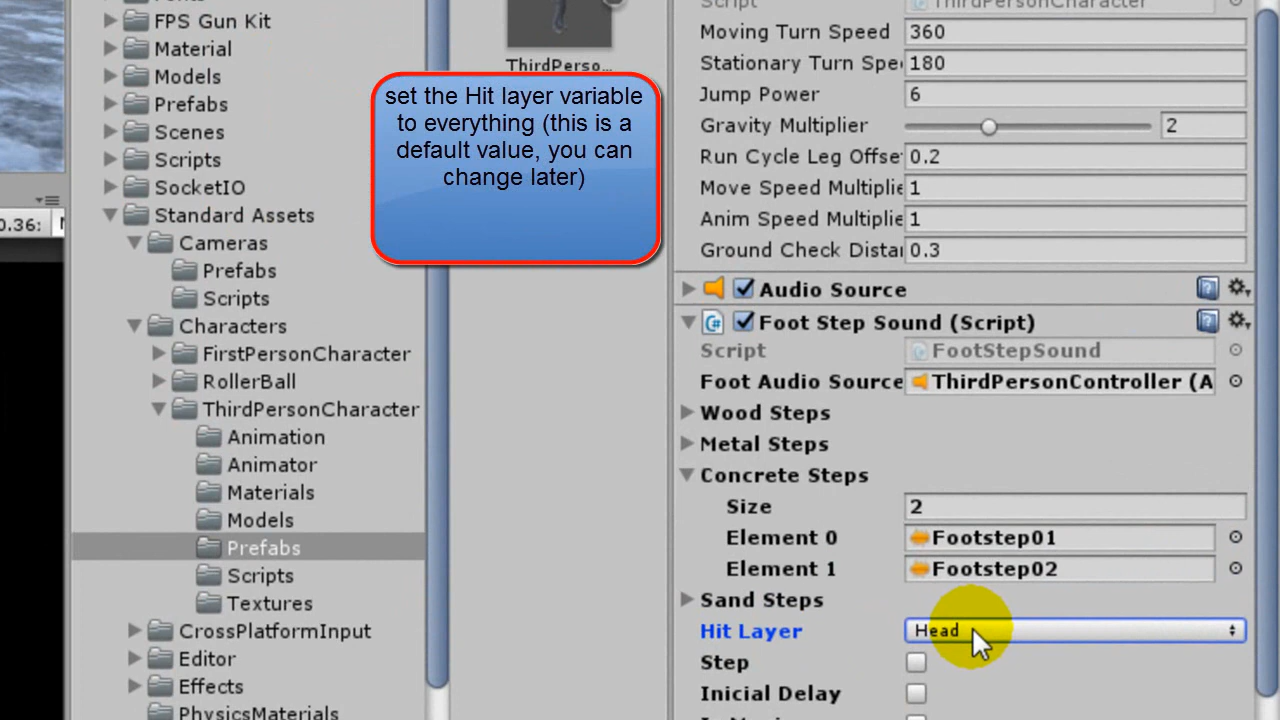 FPS Gun Kit
Material
Models
Prefabs
Scenes
Scripts
SocketIO
Standard Assets
Cameras
Prefabs
Scripts
Characters
FirstPersonCharacter
RollerBall
ThirdPersonCharacter
Animation
Animator
Materials
Models
Prefabs
Scripts
Textures
CrossPlatformInput
Editor
Effects
PhysicsMaterials
0.36:
ThirdPerso...
set the Hit layer variable
to everything (this is a
default value, you can
change later)
Script ThirdPersonCharacter
Moving Turn Speed 360
Stationary Turn Spee 180
Jump Power 6
Gravity Multiplier 2
Run Cycle Leg Offset 0.2
Move Speed Multiplie 1
Anim Speed Multiplie 1
Ground Check Distan 0.3
Audio Source
Foot Step Sound (Script)
Script FootStepSound
Foot Audio Source ThirdPersonController (A
Wood Steps
Metal Steps
Concrete Steps
Size 2
Element 0 Footstep01
Element 1 Footstep02
Sand Steps
Hit Layer Head
Step
Inicial Delay